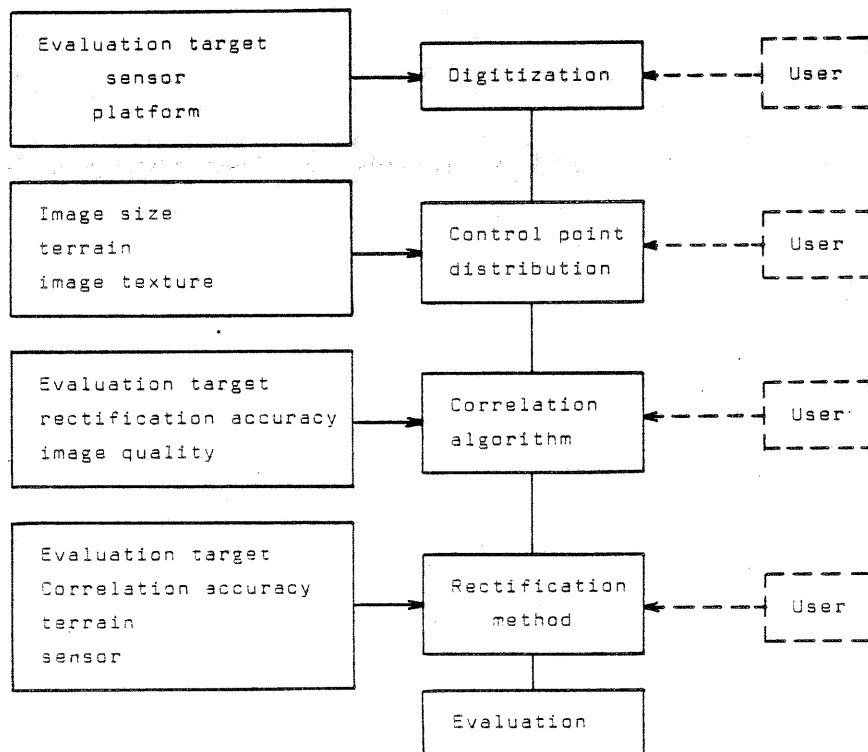 Evaluation target
sensor
platform
Digitization
User
Image size
terrain
image texture
Control point
distribution
User
Evaluation target
rectification accuracy
image quality
Correlation
algorithm
User
Evaluation target
Correlation accuracy
terrain
sensor
Rectification
method
User
Evaluation